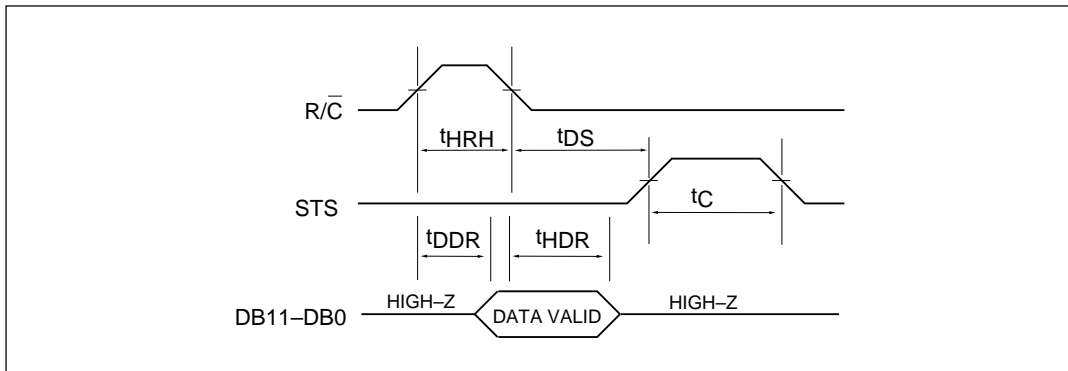 R/C̅
tHRH
tDS
STS
tC
tDDR
tHDR
DB11–DB0
HIGH–Z
DATA VALID
HIGH–Z